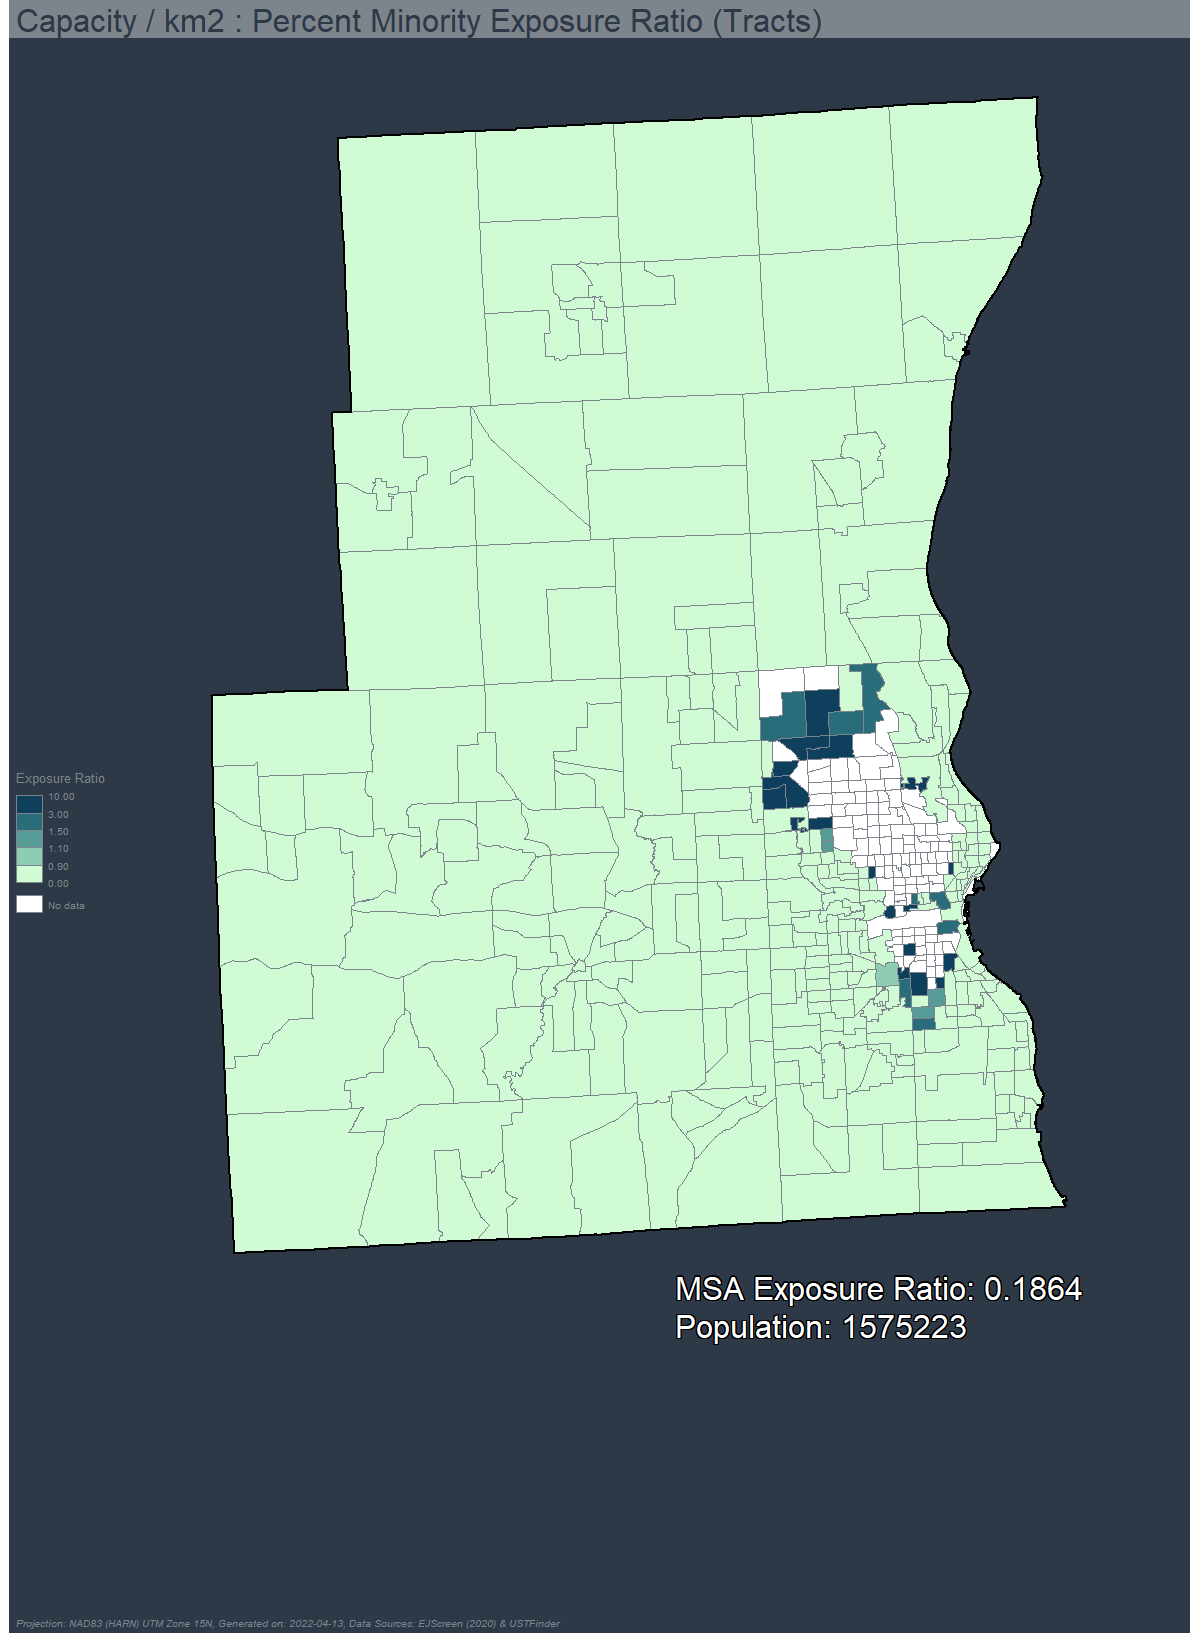 Capacity / km2 : Percent Minority Exposure Ratio (Tracts)
Exposure Ratio
10.00
3.00
1.50
1.10
0.90
0.00
No data
MSA Exposure Ratio: 0.1864
Population: 1575223
Projection: NAD83 (HARN) UTM Zone 15N, Generated on: 2022-04-13, Data Sources: EJScreen (2020) & USTFinder